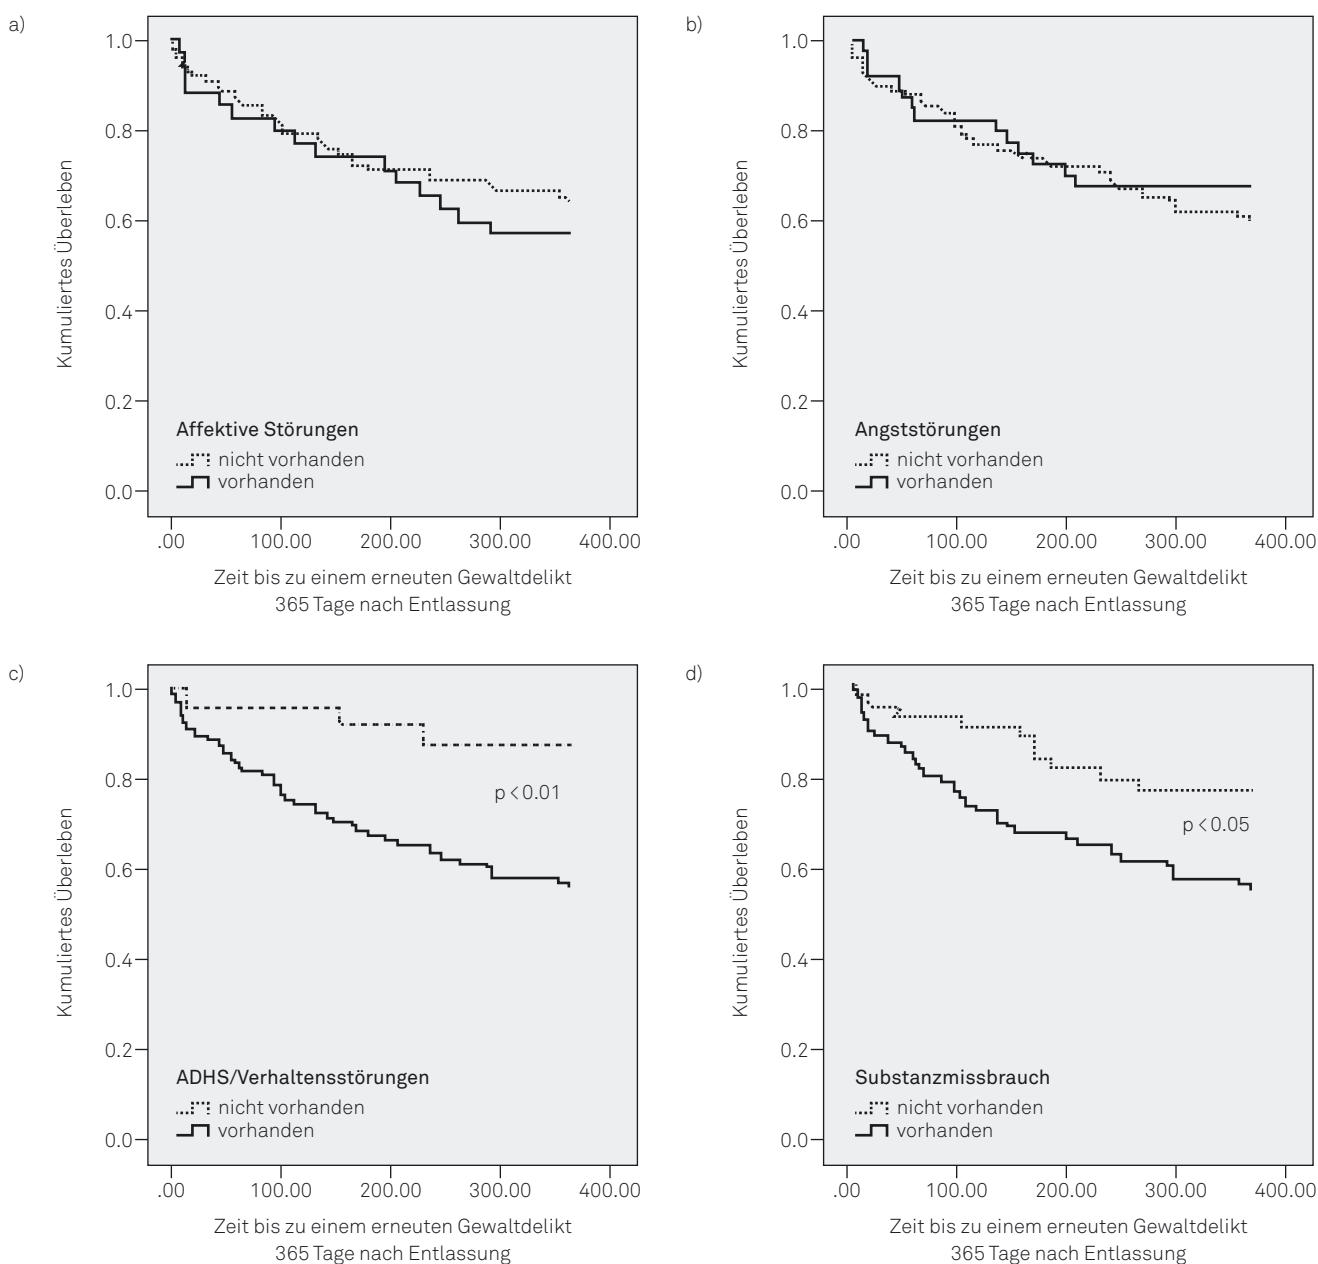 a)
1.0
0.8
0.6
0.4
0.2
0.0
Kumuliertes Überleben
Affektive Störungen
nicht vorhanden
vorhanden
.00 100.00 200.00 300.00 400.00
Zeit bis zu einem erneuten Gewaltdelikt
365 Tage nach Entlassung
b)
1.0
0.8
0.6
0.4
0.2
0.0
Kumuliertes Überleben
Angststörungen
nicht vorhanden
vorhanden
.00 100.00 200.00 300.00 400.00
Zeit bis zu einem erneuten Gewaltdelikt
365 Tage nach Entlassung
c)
1.0
0.8
0.6
0.4
0.2
0.0
Kumuliertes Überleben
p < 0.01
ADHS/Verhaltensstörungen
nicht vorhanden
vorhanden
.00 100.00 200.00 300.00 400.00
Zeit bis zu einem erneuten Gewaltdelikt
365 Tage nach Entlassung
d)
1.0
0.8
0.6
0.4
0.2
0.0
Kumuliertes Überleben
p < 0.05
Substanzmissbrauch
nicht vorhanden
vorhanden
.00 100.00 200.00 300.00 400.00
Zeit bis zu einem erneuten Gewaltdelikt
365 Tage nach Entlassung